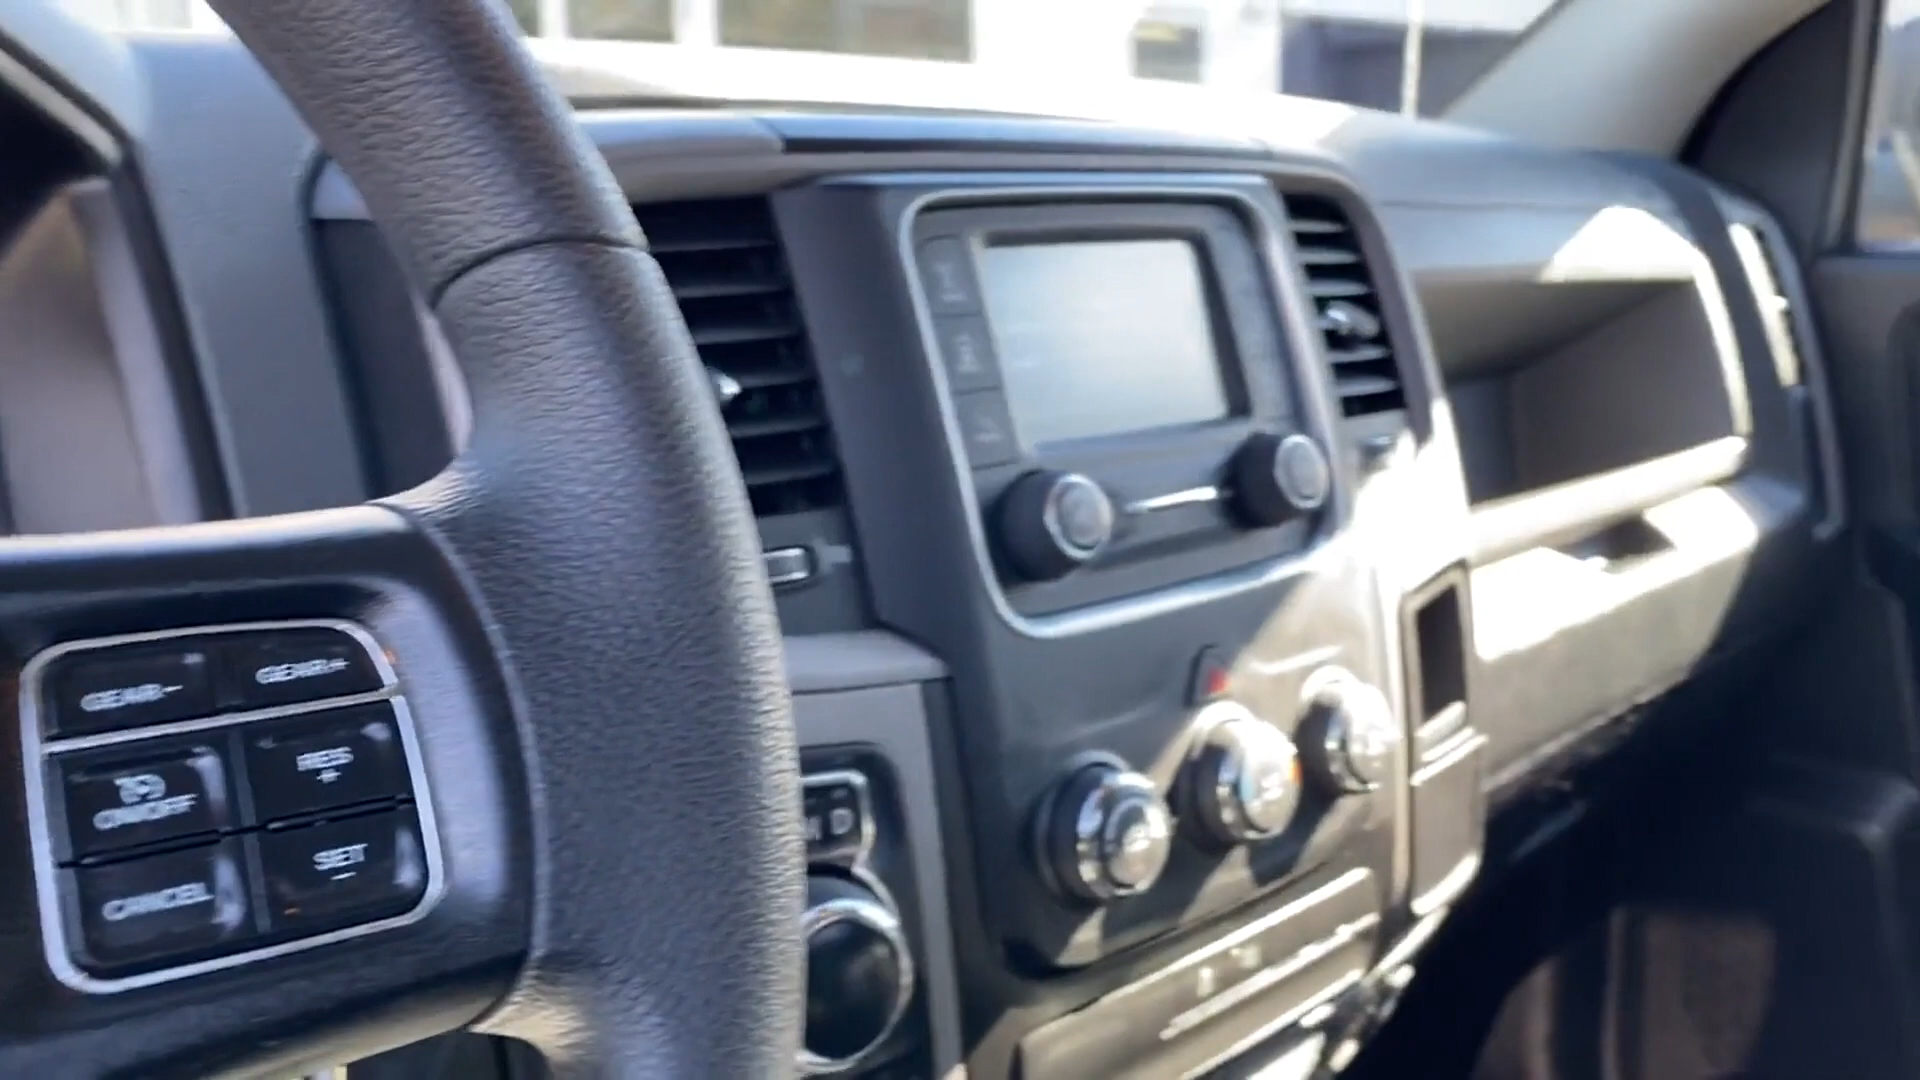 GEAR-
GEAR+
ON/OFF
RES
+
CANCEL
SET
-
D